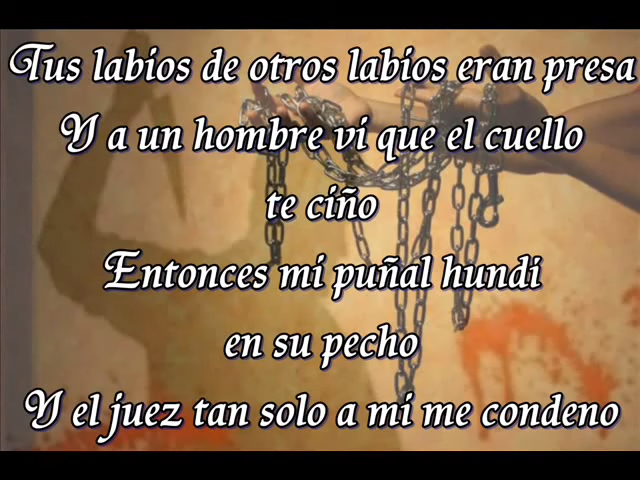 Tus labios de otros labios eran presa
Y a un hombre vi que el cuello
te ciño
Entonces mi puñal hundi
en su pecho
Y el juez tan solo a mi me condeno